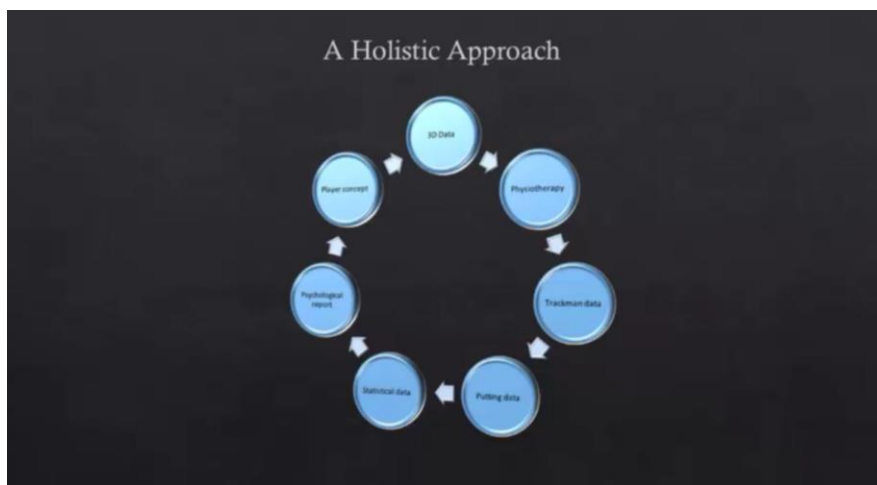 A Holistic Approach
3D Data
Physiotherapy
Trackman data
Putting data
Statistical data
Psychological
report
Player concept